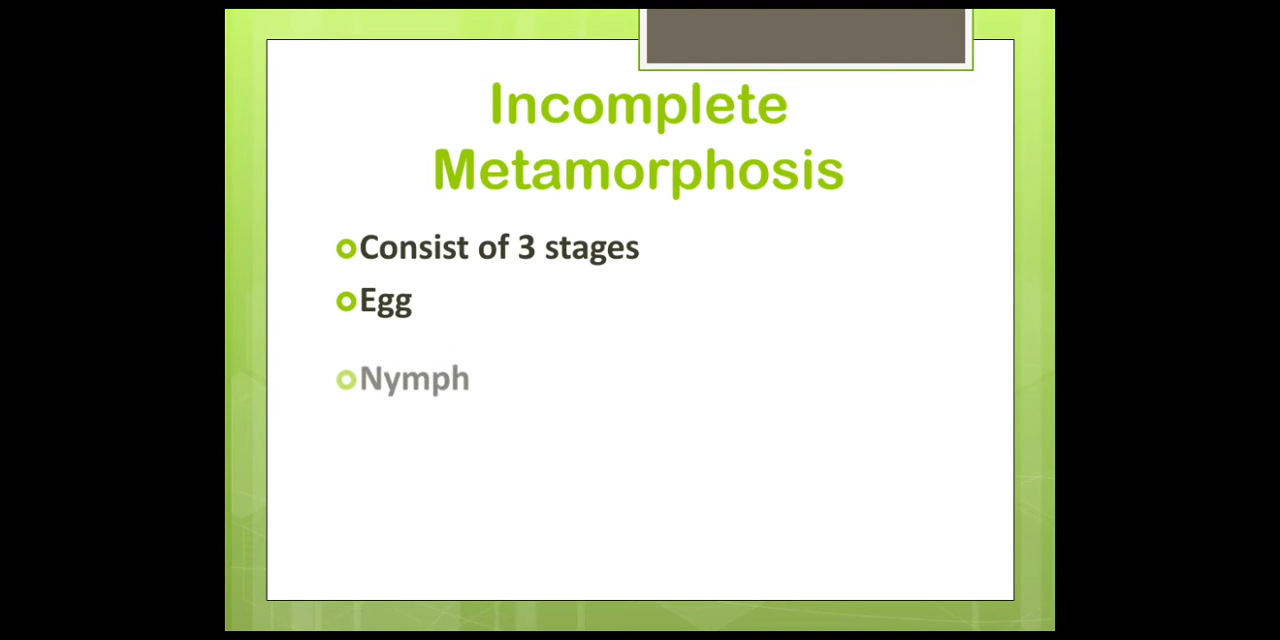 Incomplete
Metamorphosis
Consist of 3 stages
Egg
Nymph